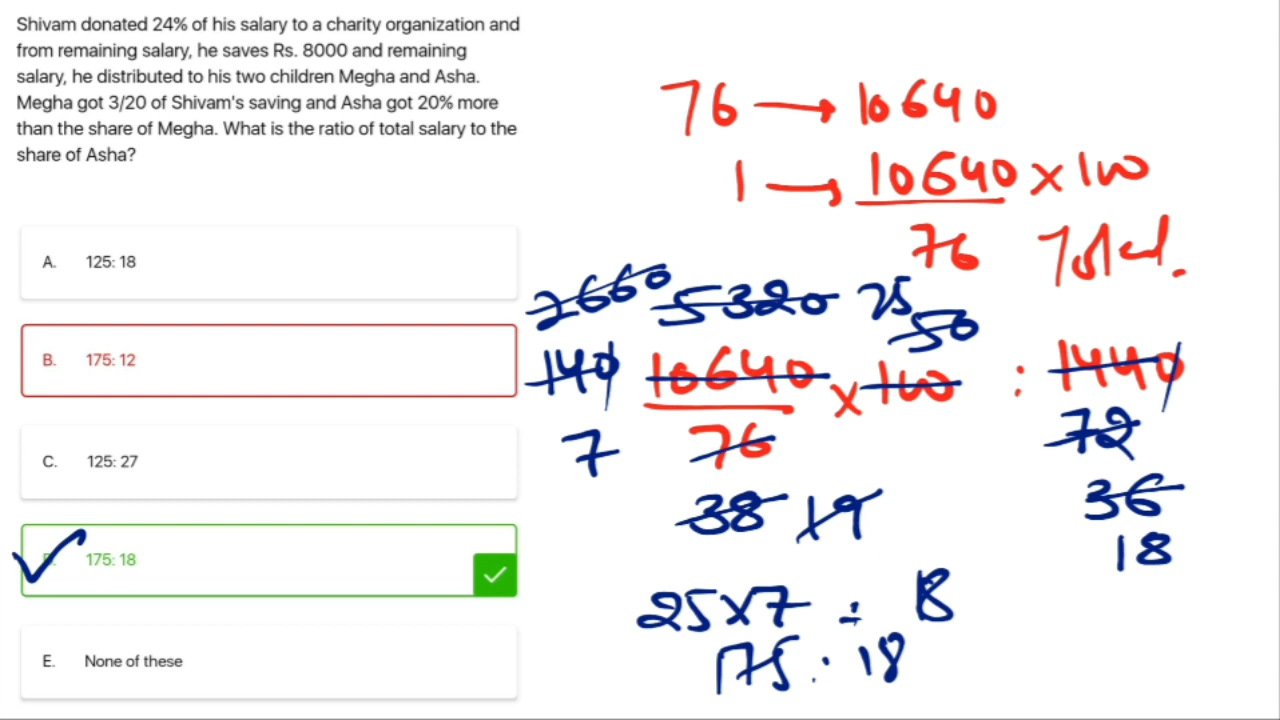 Shivam donated 24% of his salary to a charity organization and
from remaining salary, he saves Rs. 8000 and remaining
salary, he distributed to his two children Megha and Asha.
Megha got 3/20 of Shivam's saving and Asha got 20% more
than the share of Megha. What is the ratio of total salary to the
share of Asha?
A. 125: 18
B. 175: 12
C. 125: 27
175: 18
E. None of these
76 → 10640
1 → 10640 × 100
76 Total.
2660 5320 25
50
140 10640 × 100 : 1440
7 76 72
38 19 36
18
25×7 : 18
175 : 18